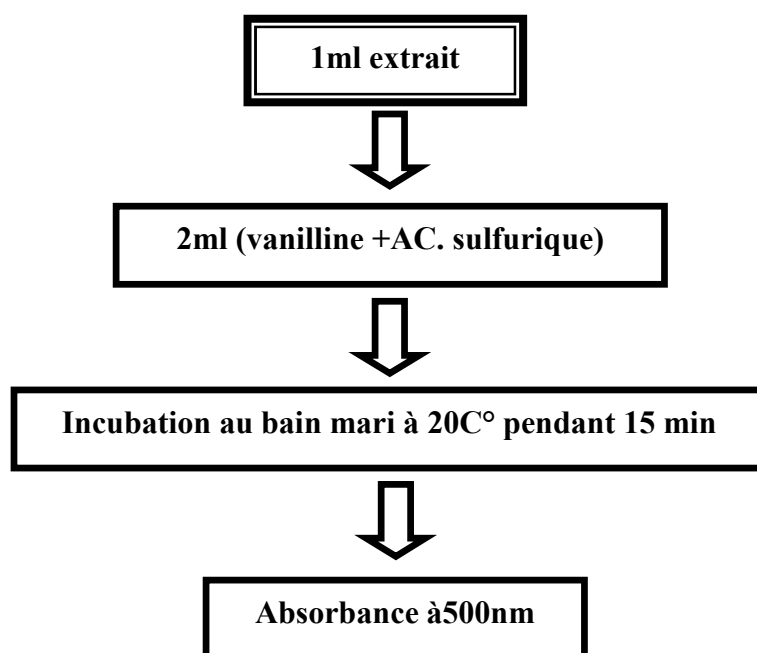 1ml extrait
2ml (vanilline +AC. sulfurique)
Incubation au bain mari à 20C° pendant 15 min
Absorbance à500nm